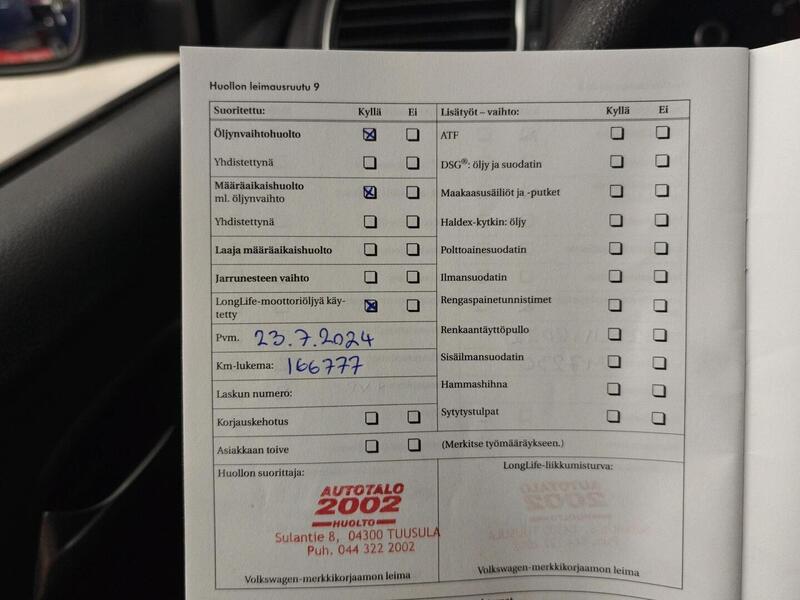 Huollon leimausruutu 9
Suoritettu: Kyllä Ei
Öljynvaihtohuolto
Yhdistettynä
Määräaikaishuolto
ml. öljynvaihto
Yhdistettynä
Laaja määräaikaishuolto
Jarrunesteen vaihto
LongLife-moottoriöljyä käy-
tetty
Pvm. 23.7.2024
Km-lukema: 166777
Laskun numero:
Korjauskehotus
Asiakkaan toive
Lisätyöt – vaihto: Kyllä Ei
ATF
DSG®: öljy ja suodatin
Maakaasusäiliöt ja -putket
Haldex-kytkin: öljy
Polttoainesuodatin
Ilmansuodatin
Rengaspainetunnistimet
Renkaantäyttöpullo
Sisäilmansuodatin
Hammashihna
Sytytystulpat
(Merkitse työmääräykseen.)
Huollon suorittaja:
AUTOTALO
2002
HUOLTO
Sulantie 8, 04300 TUUSULA
Puh. 044 322 2002
Volkswagen-merkkikorjaamon leima
LongLife-liikkumisturva:
AUTOTALO
2002
HUOLTO
Volkswagen-merkkikorjaamon leima